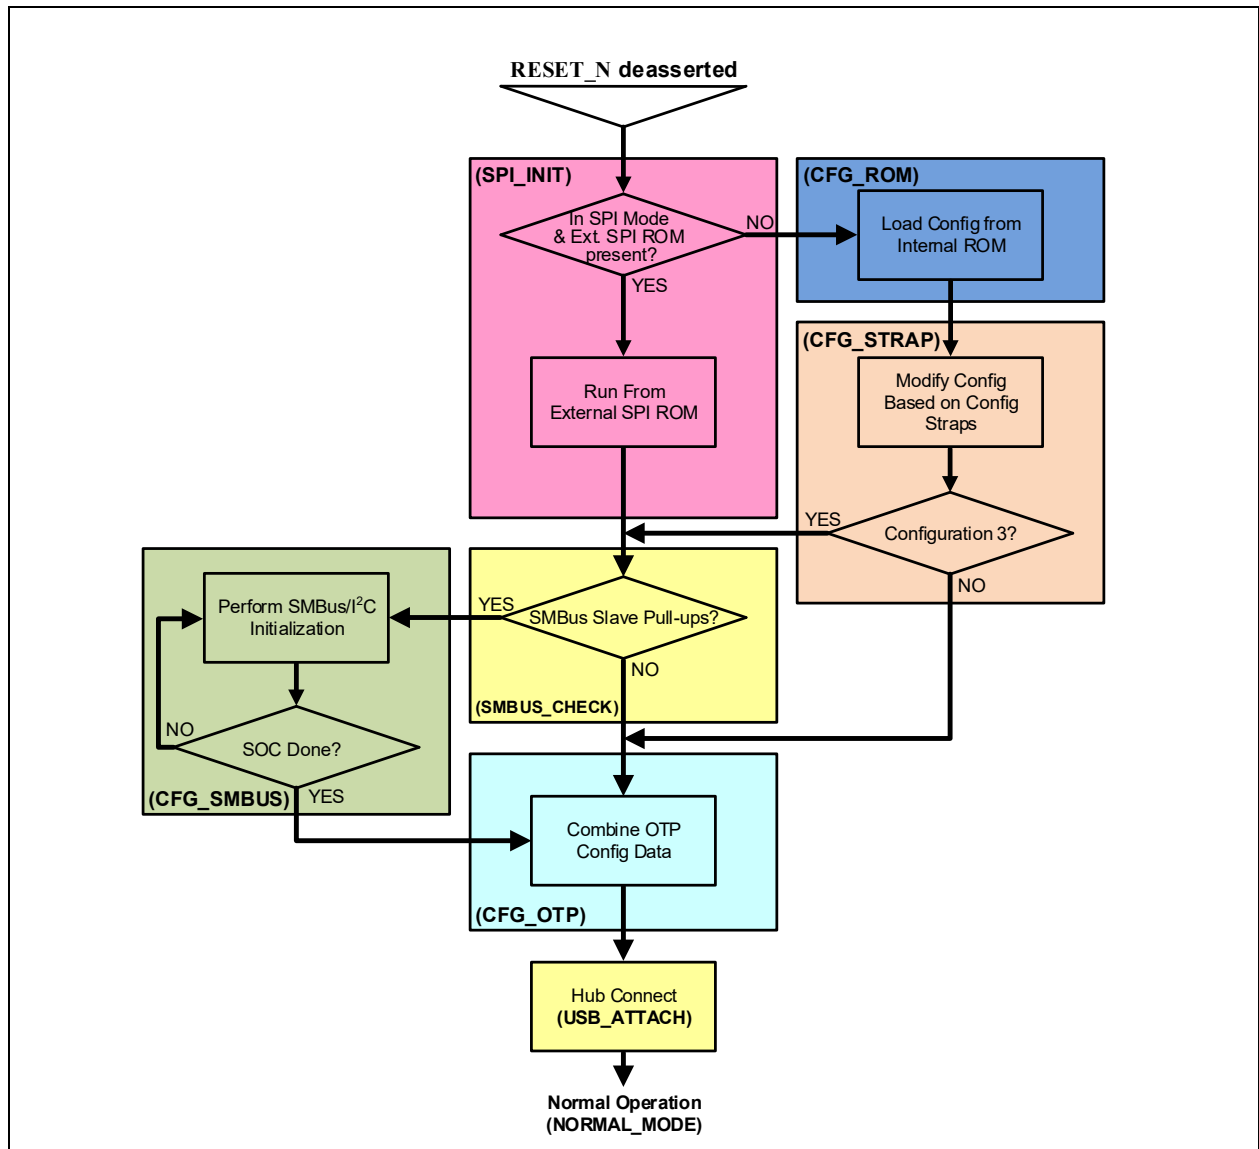 RESET_N deasserted
(SPI_INIT)
In SPI Mode
& Ext. SPI ROM
present?
NO
YES
Run From
External SPI ROM
(CFG_ROM)
Load Config from
Internal ROM
(CFG_STRAP)
Modify Config
Based on Config
Straps
Configuration 3?
YES
NO
SMBus Slave Pull-ups?
YES
NO
(SMBUS_CHECK)
Perform SMBus/I²C
Initialization
SOC Done?
NO
YES
(CFG_SMBUS)
Combine OTP
Config Data
(CFG_OTP)
Hub Connect
(USB_ATTACH)
Normal Operation
(NORMAL_MODE)